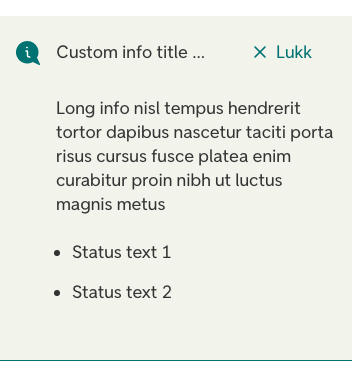 Custom info title ...
Lukk
Long info nisl tempus hendrerit
tortor dapibus nascetur taciti porta
risus cursus fusce platea enim
curabitur proin nibh ut luctus
magnis metus
• Status text 1
• Status text 2